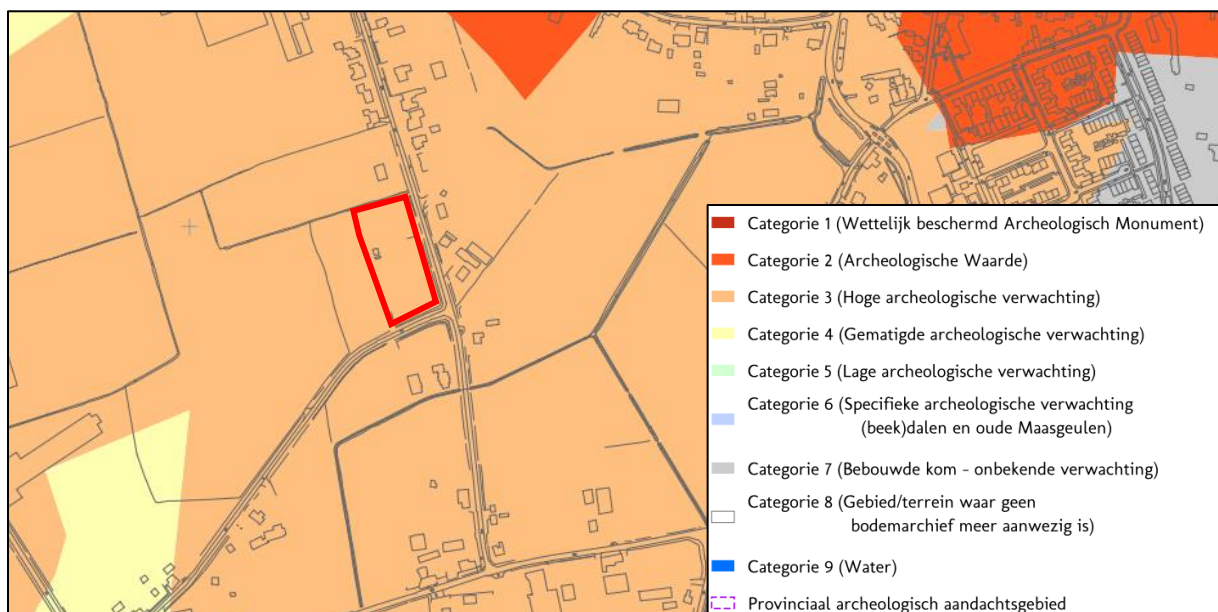 Categorie 1 (Wettelijk beschermd Archeologisch Monument)
Categorie 2 (Archeologische Waarde)
Categorie 3 (Hoge archeologische verwachting)
Categorie 4 (Gematigde archeologische verwachting)
Categorie 5 (Lage archeologische verwachting)
Categorie 6 (Specifieke archeologische verwachting
(beek)dalen en oude Maasgeulen)
Categorie 7 (Bebouwde kom – onbekende verwachting)
Categorie 8 (Gebied/terrein waar geen
bodemarchief meer aanwezig is)
Categorie 9 (Water)
Provinciaal archeologisch aandachtsgebied